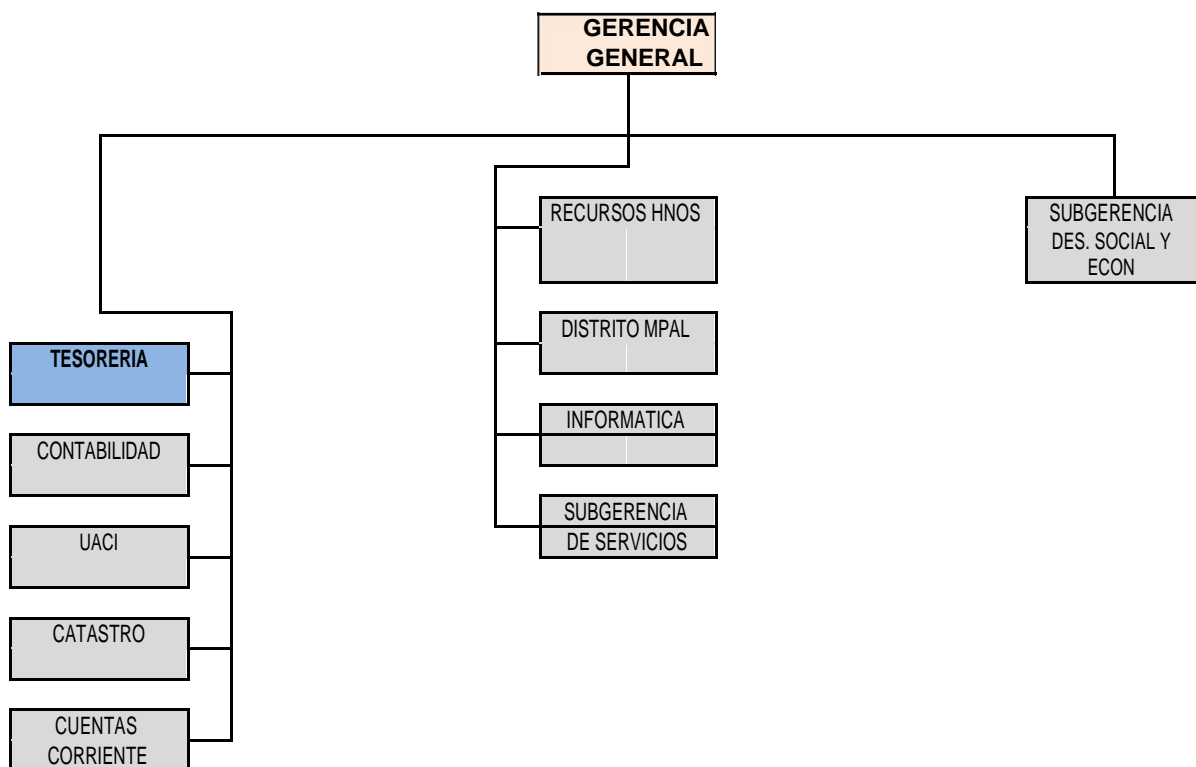 GERENCIA
GENERAL
RECURSOS HNOS
SUBGERENCIA
DES. SOCIAL Y
ECON
DISTRITO MPAL
TESORERIA
INFORMATICA
CONTABILIDAD
SUBGERENCIA
DE SERVICIOS
UACI
CATASTRO
CUENTAS
CORRIENTE